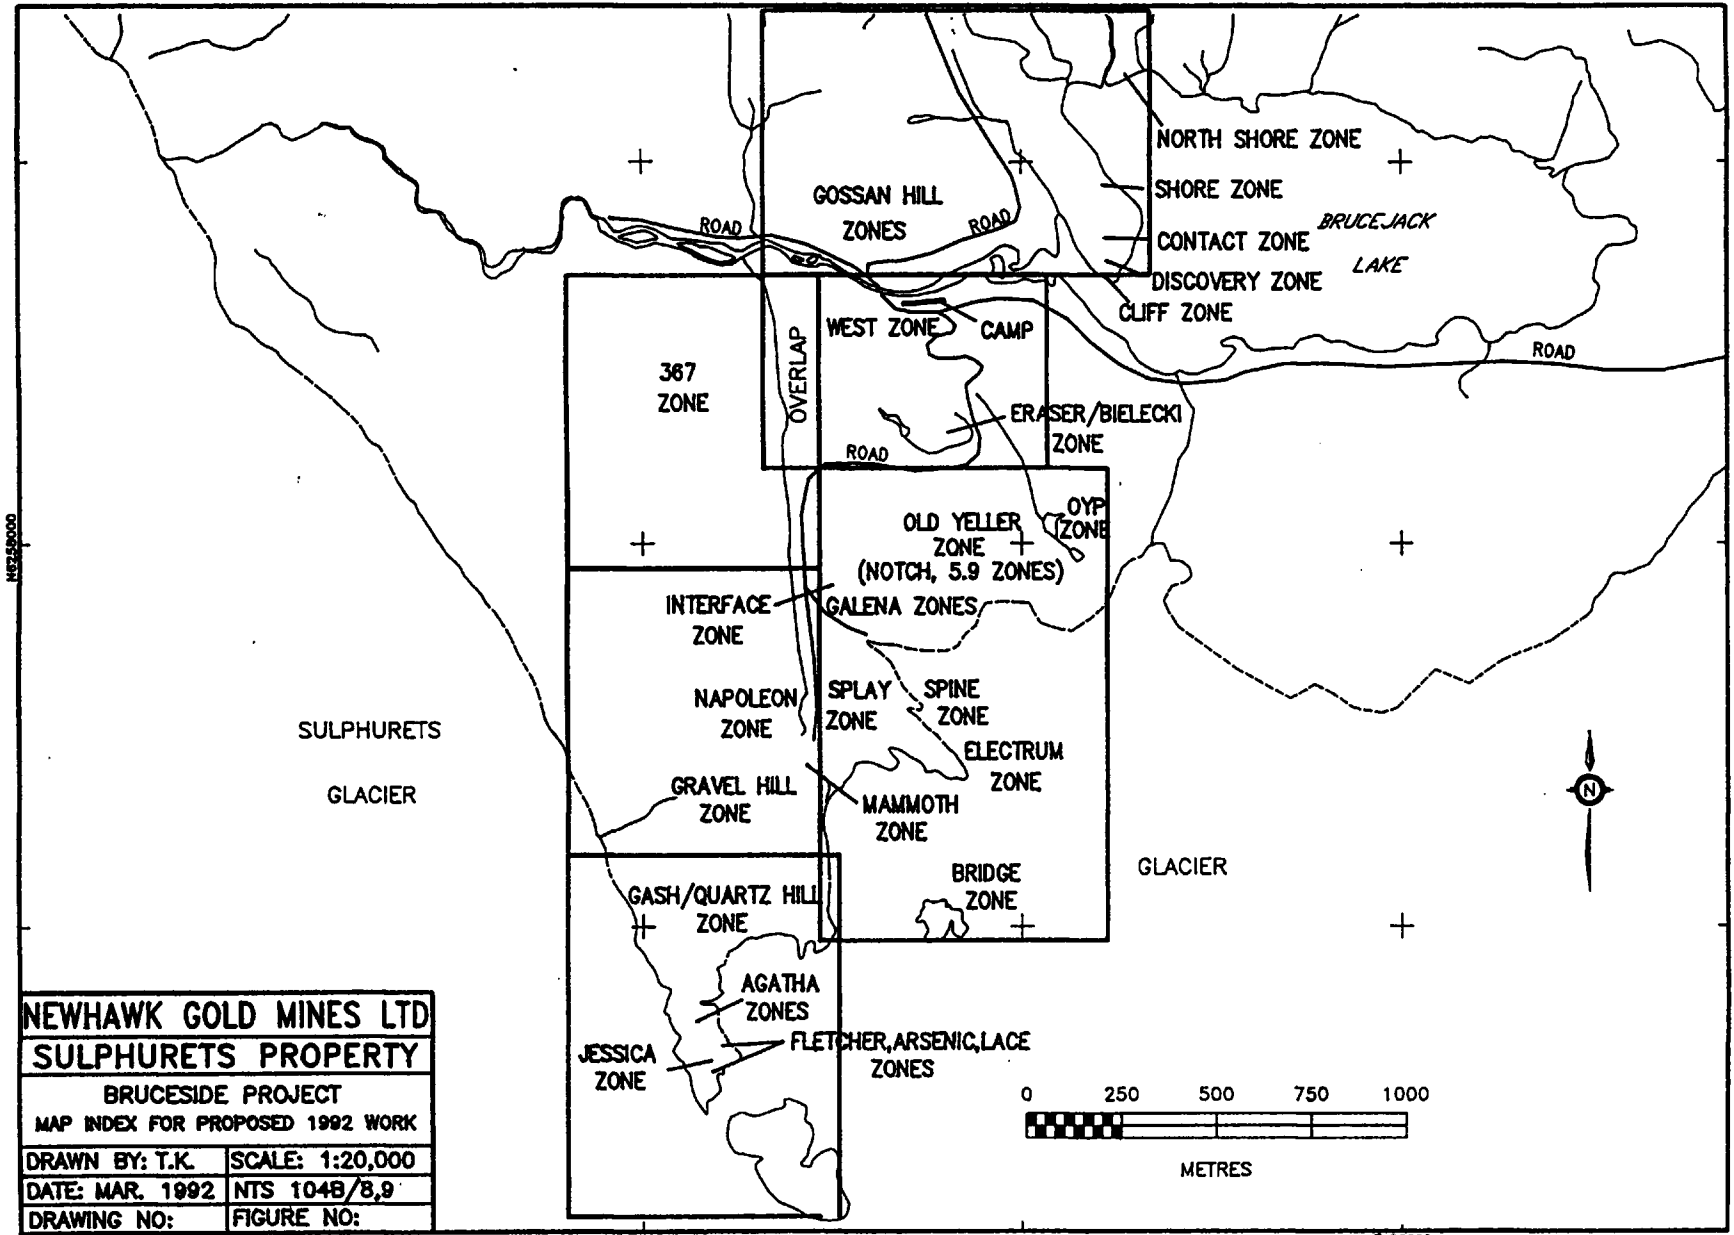 NORTH SHORE ZONE
GOSSAN HILL
ZONES
SHORE ZONE
ROAD
ROAD
BRUCEJACK
LAKE
CONTACT ZONE
DISCOVERY ZONE
CLIFF ZONE
WEST ZONE
CAMP
OVERLAP
367
ZONE
ROAD
ERASER/BIELECKI
ZONE
ROAD
N6258000
OLD YELLER
ZONE
(NOTCH, 5.9 ZONES)
OYP
ZONE
INTERFACE
ZONE
GALENA ZONES
NAPOLEON
ZONE
SPLAY
ZONE
SPINE
ZONE
SULPHURETS
GLACIER
ELECTRUM
ZONE
GRAVEL HILL
ZONE
MAMMOTH
ZONE
N
BRIDGE
ZONE
GLACIER
GASH/QUARTZ HILL
ZONE
AGATHA
ZONES
JESSICA
ZONE
FLETCHER,ARSENIC,LACE
ZONES
0 250 500 750 1000
METRES
NEWHAWK GOLD MINES LTD
SULPHURETS PROPERTY
BRUCESIDE PROJECT
MAP INDEX FOR PROPOSED 1992 WORK
DRAWN BY: T.K. SCALE: 1:20,000
DATE: MAR. 1992 NTS 104B/8,9
DRAWING NO: FIGURE NO: